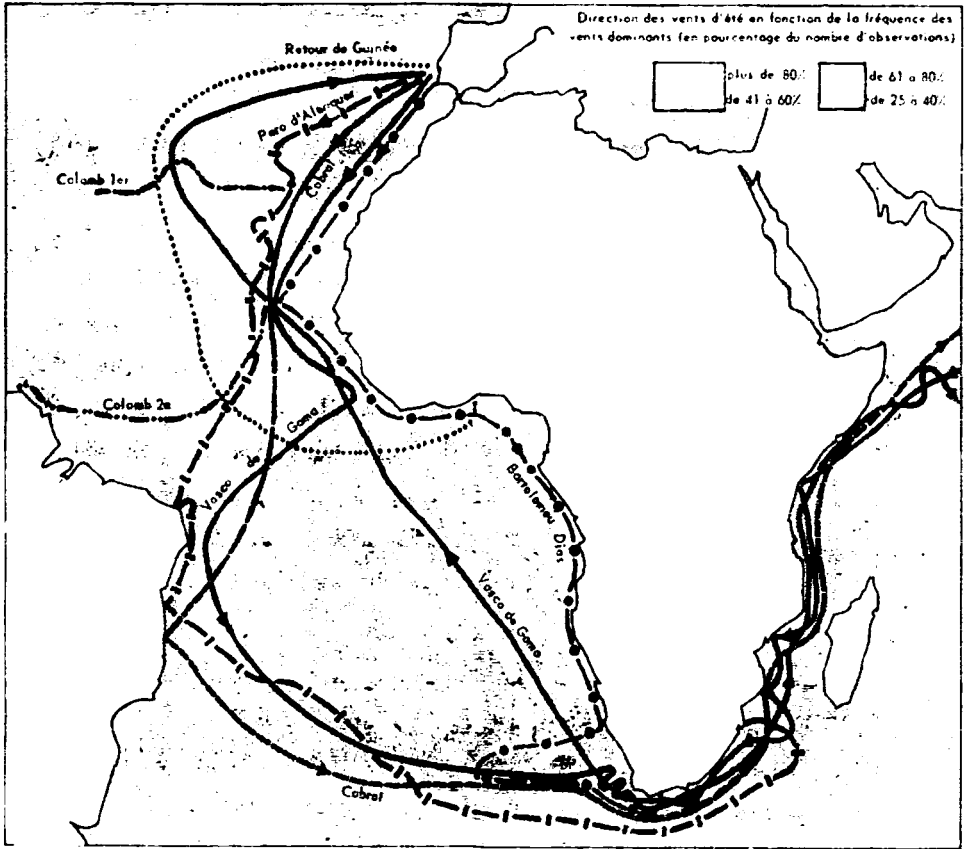 Direction des vents d'été en fonction de la fréquence des
vents dominants (en pourcentage du nombre d'observations)
plus de 80%
de 61 a 80%
de 41 à 60%
de 25 à 40%
Retour de Guinée
Pero d'Alenquer
Cabral
Colomb 1er
Colomb 2e
Vasco de Gama
Bartolomeu Dias
Vasco de Gama
Cabral